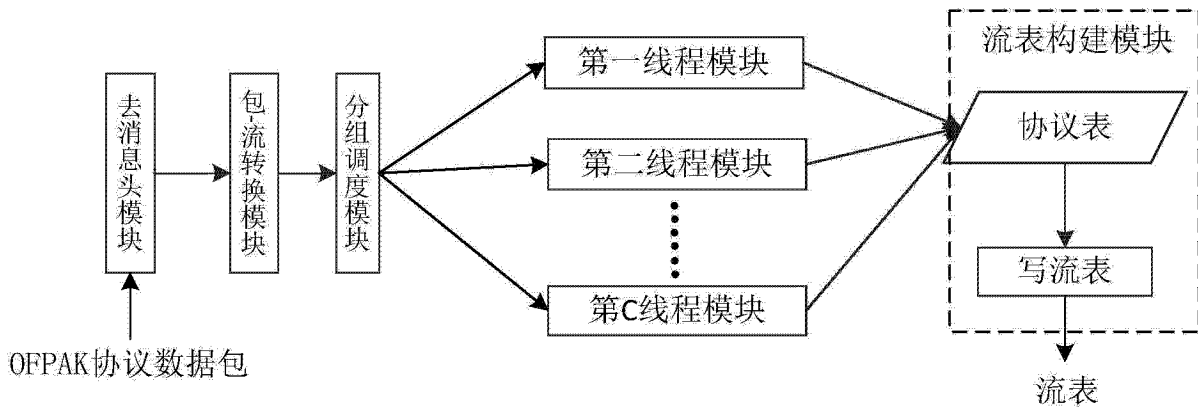 流表构建模块
第一线程模块
去消息头模块
包-流转换模块
分组调度模块
协议表
第二线程模块
写流表
第C线程模块
OFPAK协议数据包
流表